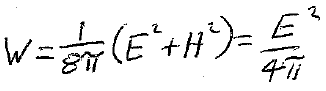 W = 1/8π (E² + H²) = E²/4π